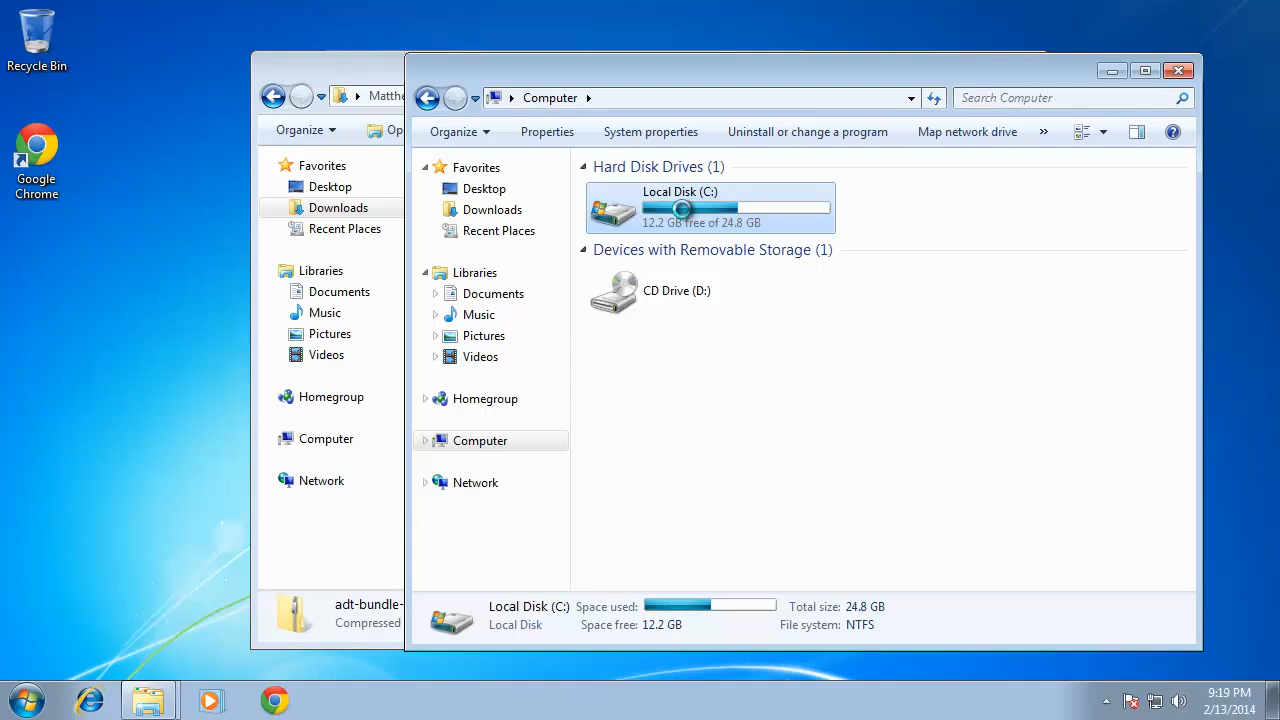 Recycle Bin
Google
Chrome
Matthe
Organize
Op
Favorites
Desktop
Downloads
Recent Places
Libraries
Documents
Music
Pictures
Videos
Homegroup
Computer
Network
adt-bundle-
Compressed
Computer
Search Computer
Organize
Properties
System properties
Uninstall or change a program
Map network drive
»
Favorites
Desktop
Downloads
Recent Places
Libraries
Documents
Music
Pictures
Videos
Homegroup
Computer
Network
Hard Disk Drives (1)
Local Disk (C:)
12.2 GB free of 24.8 GB
Devices with Removable Storage (1)
CD Drive (D:)
Local Disk (C:) Space used: Total size: 24.8 GB
Local Disk Space free: 12.2 GB File system: NTFS
9:19 PM
2/13/2014